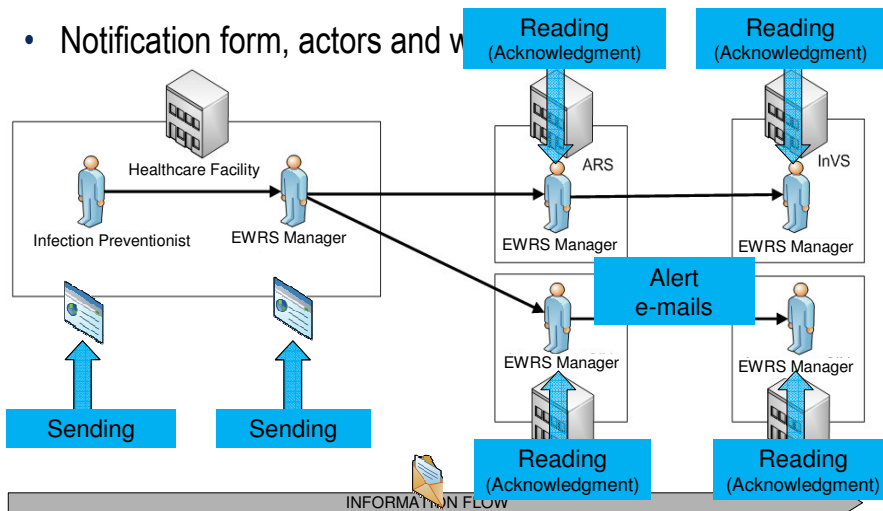 • Notification form, actors and w
Reading
(Acknowledgment)
Reading
(Acknowledgment)
Healthcare Facility
ARS
InVS
Infection Preventionist
EWRS Manager
EWRS Manager
EWRS Manager
Alert
e-mails
EWRS Manager
EWRS Manager
Sending
Sending
Reading
(Acknowledgment)
Reading
(Acknowledgment)
INFORMATION FLOW